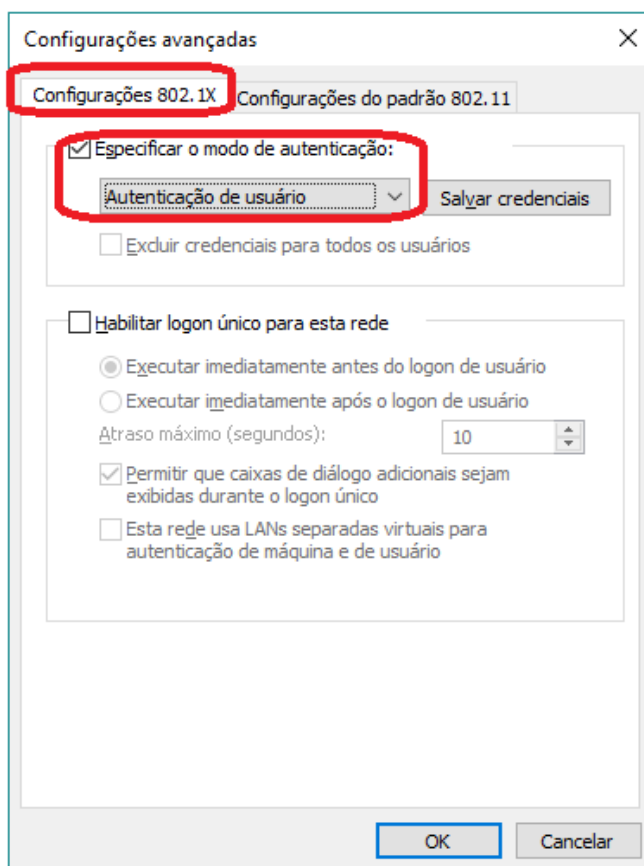 Configurações avançadas
Configurações 802.1X
Configurações do padrão 802.11
Especificar o modo de autenticação:
Autenticação de usuário
Salvar credenciais
Excluir credenciais para todos os usuários
Habilitar logon único para esta rede
Executar imediatamente antes do logon de usuário
Executar imediatamente após o logon de usuário
Atraso máximo (segundos):
10
Permitir que caixas de diálogo adicionais sejam
exibidas durante o logon único
Esta rede usa LANs separadas virtuais para
autenticação de máquina e de usuário
OK
Cancelar